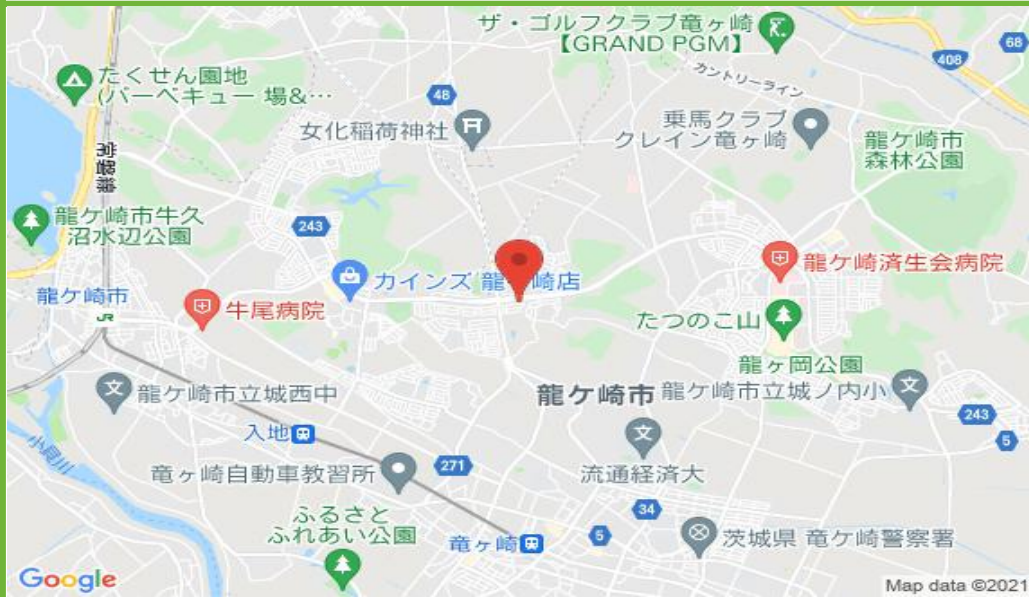 ザ・ゴルフクラブ竜ヶ崎
【GRAND PGM】
68
408
カントリーライン
たくせん園地
(バーベキュー 場&…
48
女化稲荷神社
乗馬クラブ
クレイン竜ヶ崎
龍ケ崎市
森林公園
常磐線
龍ケ崎市牛久
沼水辺公園
243
龍ケ崎済生会病院
カインズ 龍
崎店
龍ケ崎市
JR
牛尾病院
たつのこ山
龍ヶ岡公園
龍ケ崎市立城西中
龍ケ崎市
龍ケ崎市立城ノ内小
243
5
入地
小貝川
竜ヶ崎自動車教習所
271
流通経済大
ふるさと
ふれあい公園
34
5
竜ヶ崎
茨城県 竜ケ崎警察署
Google
Map data ©2021